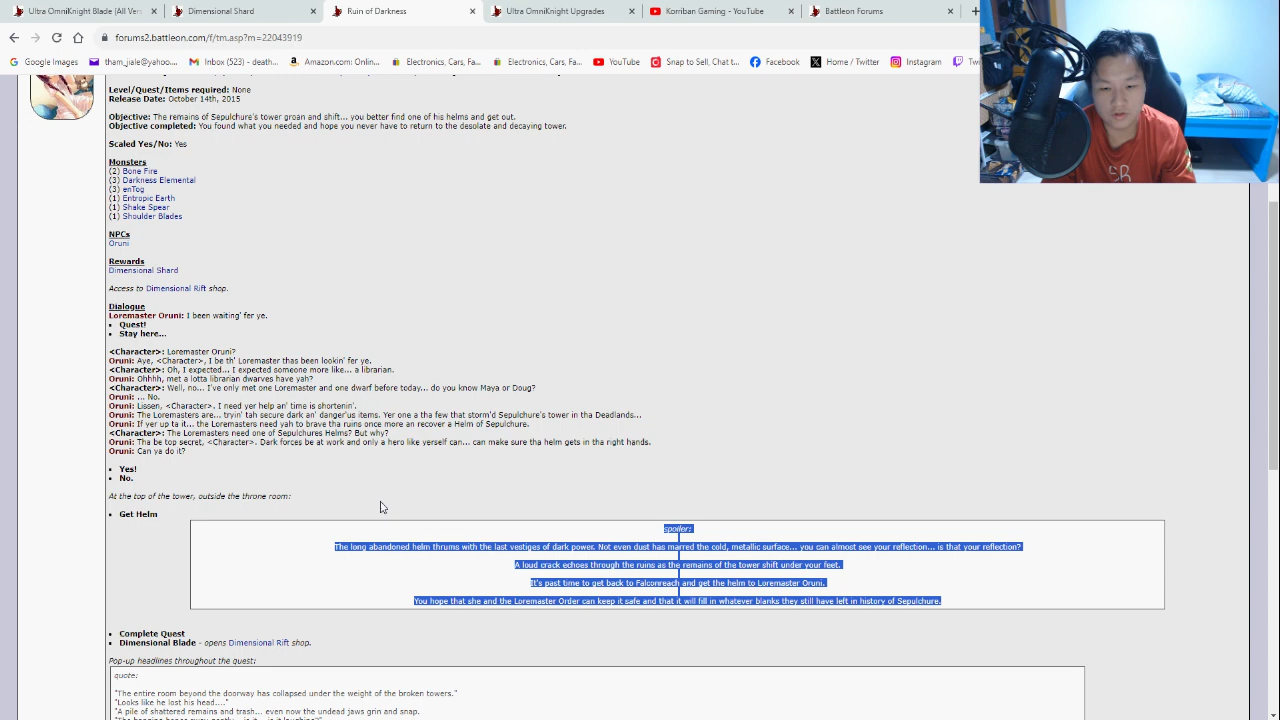 Ultra OmniKnight Blade (All Ver
Dimensional Shard
Ruin of Darkness
Ultra OmniKnight Upgrades
Korriban Gaming - YouTube
Battleon Forums
forums2.battleon.com/f/tm.asp?m=22043919
Google Images
tham_jiale@yahoo....
Inbox (523) - death...
Amazon.com: Onlin...
Electronics, Cars, Fa...
Electronics, Cars, Fa...
YouTube
Snap to Sell, Chat t...
Facebook
Home / Twitter
Instagram
Level/Quest/Items required: None
Release Date: October 14th, 2015
Objective: The remains of Sepulchure's tower groan and shift... you better find one of his helms and get out.
Objective completed: You found what you needed and hope you never have to return to the desolate and decaying tower.
Scaled Yes/No: Yes
Monsters
(2) Bone Fire
(3) Darkness Elemental
(3) enTog
(1) Entropic Earth
(1) Shake Spear
(1) Shoulder Blades
NPCs
Oruni
Rewards
Dimensional Shard
Access to Dimensional Rift shop.
Dialogue
Loremaster Oruni: I been waiting' fer ye.
Quest!
Stay here...
<Character>: Loremaster Oruni?
Oruni: Aye, <Character>, I be th' Loremaster thas been lookin' fer ye.
<Character>: Oh, I expected... I expected someone more like... a librarian.
Oruni: Ohhhh, met a lotta librarian dwarves have yah?
<Character>: Well, no... I've only met one Loremaster and one dwarf before today... do you know Maya or Doug?
Oruni: ... No.
Oruni: Lissen, <Character>. I need yer help an' time is shortenin'.
Oruni: The Loremasters are... tryin' tah secure dark an' danger'us items. Yer one a tha few that storm'd Sepulchure's tower in tha Deadlands...
Oruni: If yer up ta it... the Loremasters need yah to brave tha ruins once more an recover a Helm of Sepulchure.
<Character>: The Loremasters need one of Sepulchures Helms? But why?
Oruni: Tha be top secret, <Character>. Dark forces be at work and only a hero like yerself can... can make sure tha helm gets in tha right hands.
Oruni: Can ya do it?
Yes!
No.
At the top of the tower, outside the throne room:
Get Helm
spoiler:
The long abandoned helm thrums with the last vestiges of dark power. Not even dust has marred the cold, metallic surface... you can almost see your reflection... is that your reflection?
A loud crack echoes through the ruins as the remains of the tower shift under your feet.
It's past time to get back to Falconreach and get the helm to Loremaster Oruni.
You hope that she and the Loremaster Order can keep it safe and that it will fill in whatever blanks they still have left in history of Sepulchure.
Complete Quest
Dimensional Blade - opens Dimensional Rift shop.
Pop-up headlines throughout the quest:
quote:
"The entire room beyond the doorway has collapsed under the weight of the broken towers."
"Looks like he lost his head...."
"A pile of shattered remains and trash... even now the undead jaws grin and snap.